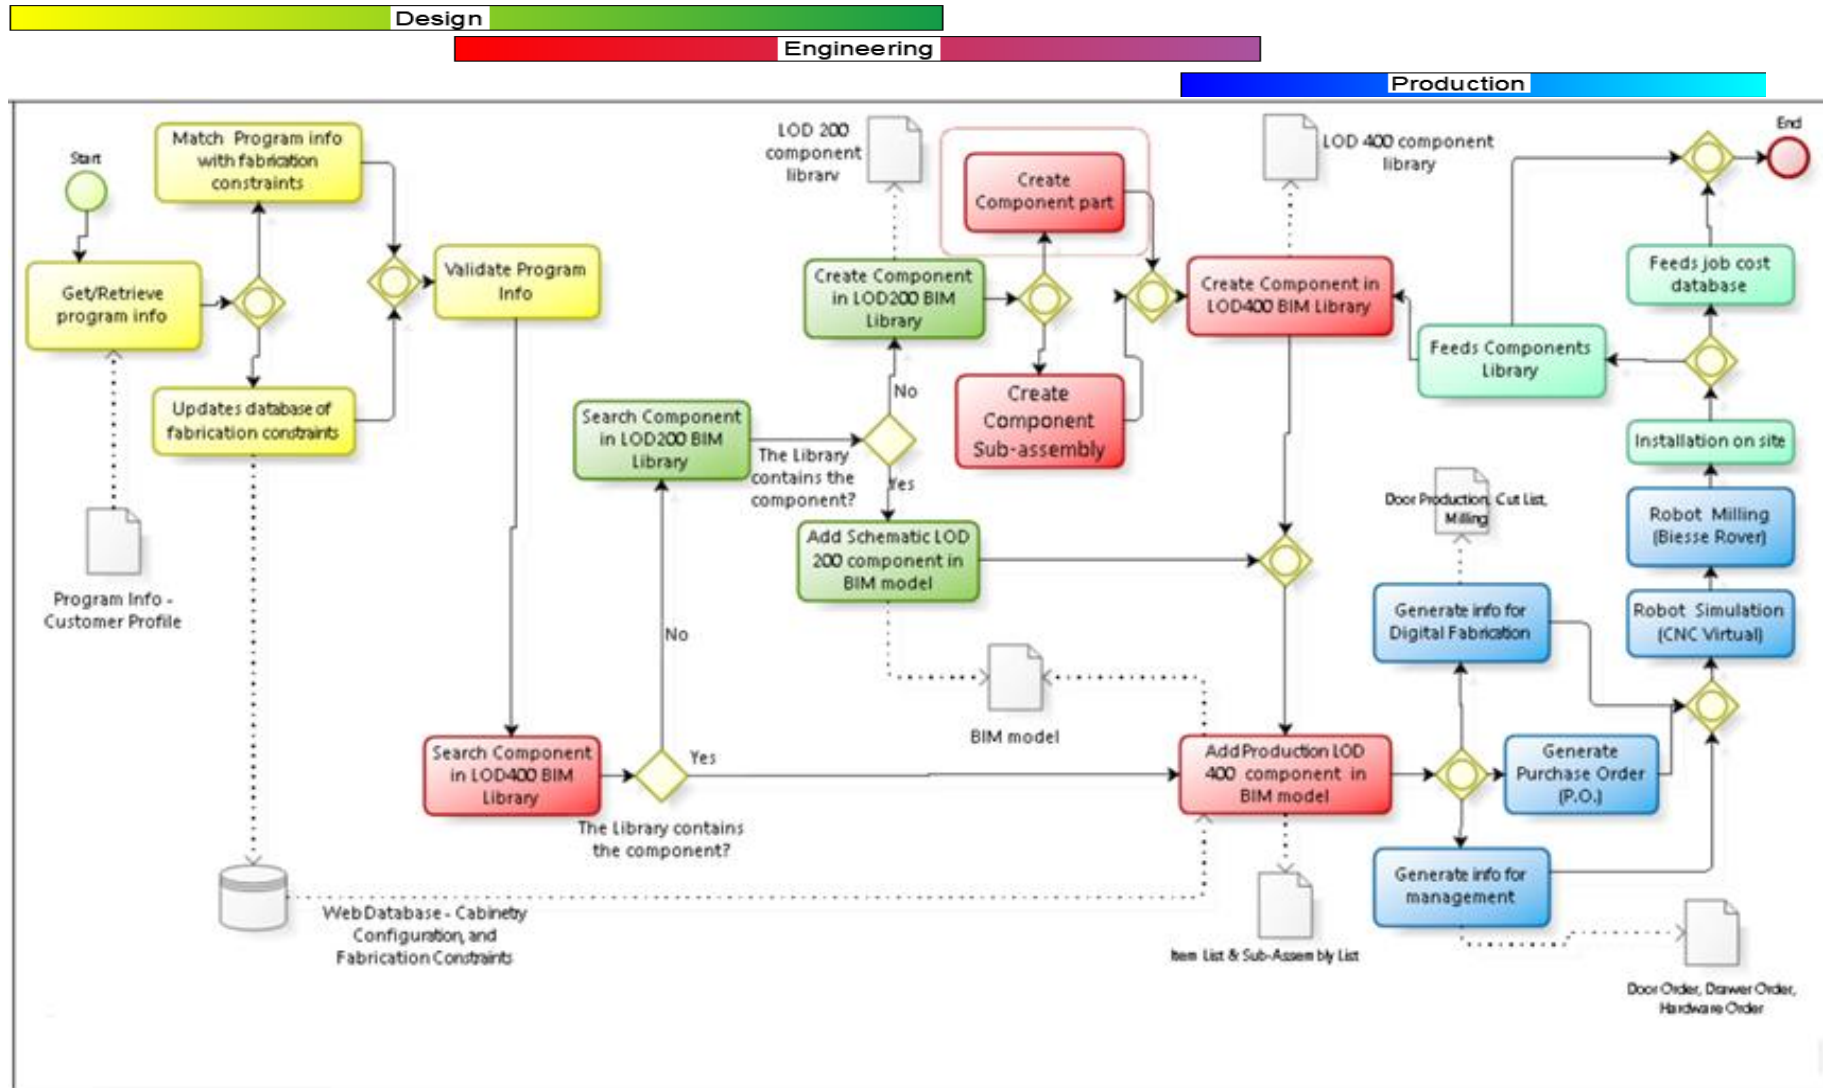 Design
Engineering
Production
Start
Match Program info
with fabrication
constraints
Get/Retrieve
program info
Updates database of
fabrication constraints
Validate Program
Info
Program Info -
Customer Profile
Web Database - Cabinetry
Configuration, and
Fabrication Constraints
Search Component
in LOD400 BIM
Library
The Library contains
the component?
No
Yes
Search Component
in LOD200 BIM
Library
The Library
contains the
component?
No
Yes
LOD 200
component
library
Create Component
in LOD200 BIM
Library
Add Schematic LOD
200 component in
BIM model
BIM model
Create
Component part
Create
Component
Sub-assembly
LOD 400 component
library
Create Component in
LOD400 BIM Library
Add Production LOD
400 component in
BIM model
Item List & Sub-Assembly List
Door Production, Cut List,
Milling
Generate info for
Digital Fabrication
Generate
Purchase Order
(P.O.)
Generate info for
management
Door Order, Drawer Order,
Hardware Order
Robot Simulation
(CNC Virtual)
Robot Milling
(Biesse Rover)
Installation on site
Feeds Components
Library
Feeds job cost
database
End